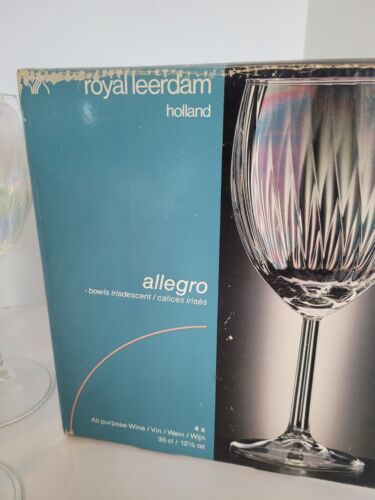 royal leerdam
holland
allegro
- bowls irisdescent / calices irisés
4 x
All purpose Wine / Vin / Wein / Wijn
35 cl / 12½ oz